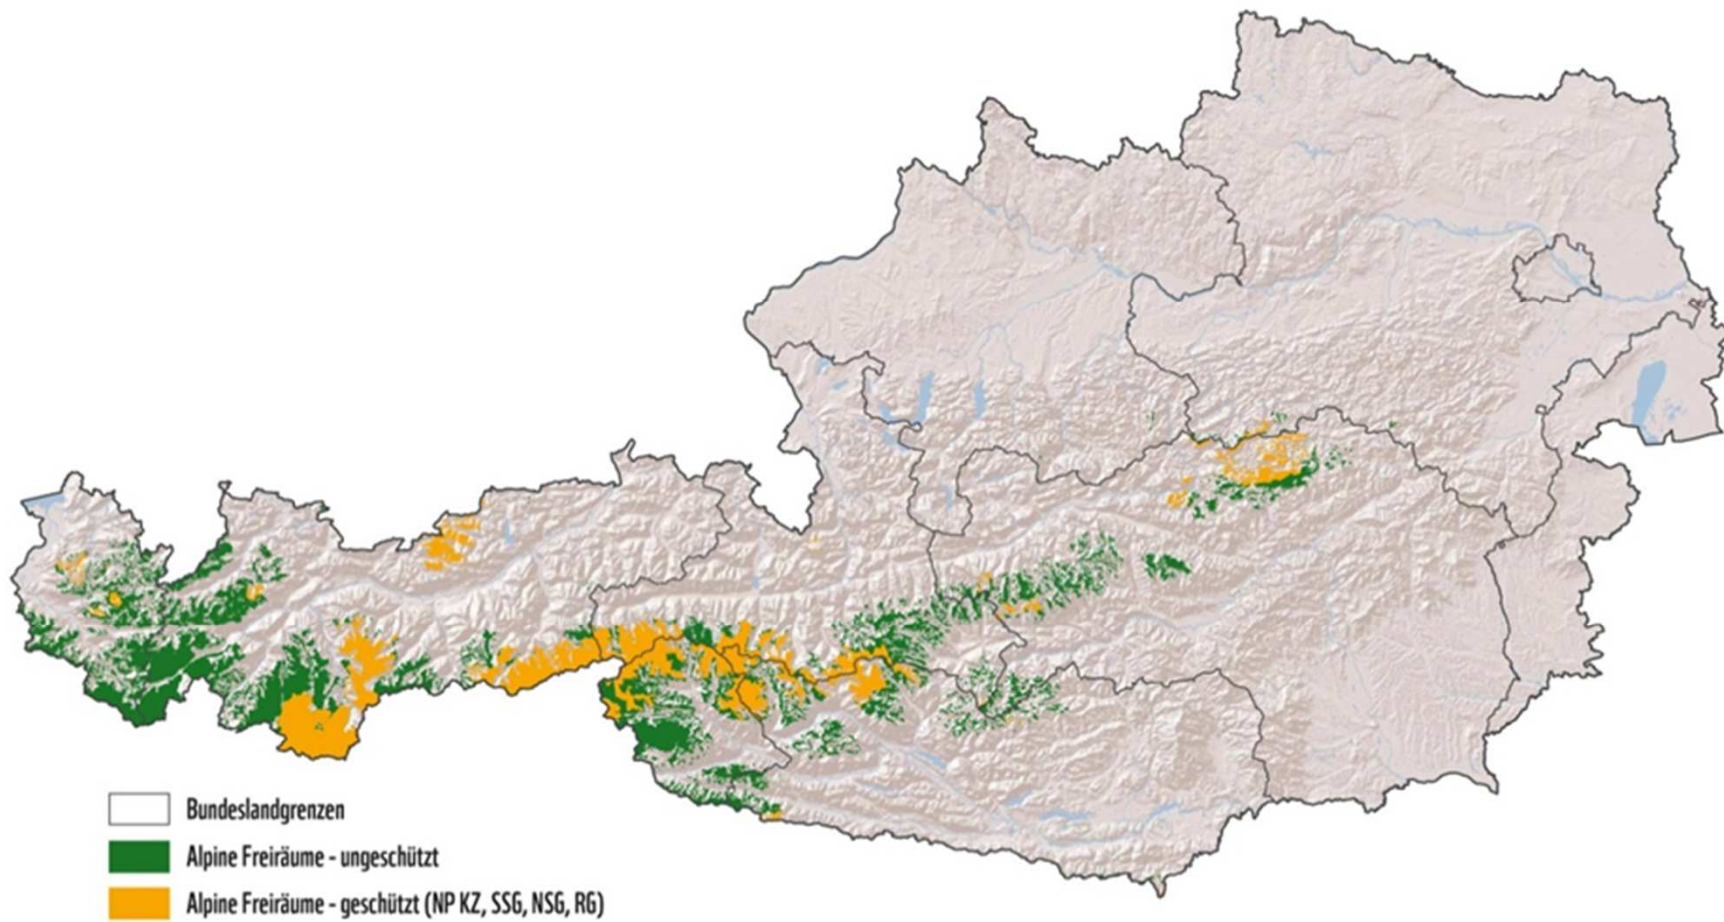 Bundeslandgrenzen
Alpine Freiräume - ungeschützt
Alpine Freiräume - geschützt (NP KZ, SSG, NSG, RG)